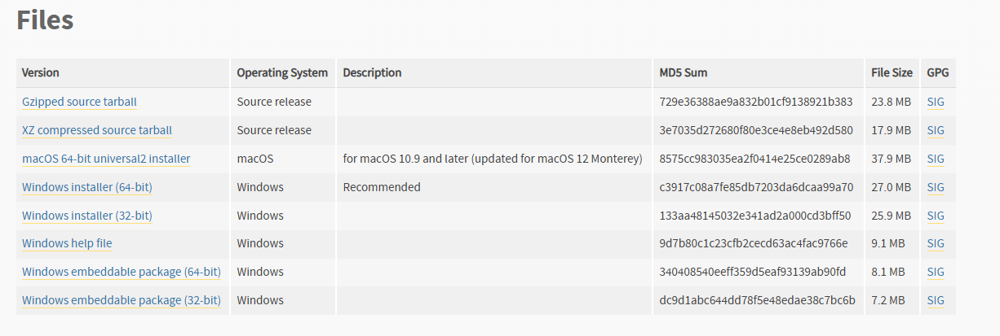 Files
Version Operating System Description MD5 Sum File Size GPG
Gzipped source tarball Source release 729e36388ae9a832b01cf9138921b383 23.8 MB SIG
XZ compressed source tarball Source release 3e7035d272680f80e3ce4e8eb492d580 17.9 MB SIG
macOS 64-bit universal2 installer macOS for macOS 10.9 and later (updated for macOS 12 Monterey) 8575cc983035ea2f0414e25ce0289ab8 37.9 MB SIG
Windows installer (64-bit) Windows Recommended c3917c08a7fe85db7203da6dcaa99a70 27.0 MB SIG
Windows installer (32-bit) Windows 133aa48145032e341ad2a000cd3bff50 25.9 MB SIG
Windows help file Windows 9d7b80c1c23cfb2cecd63ac4fac9766e 9.1 MB SIG
Windows embeddable package (64-bit) Windows 340408540eeff359d5eaf93139ab90fd 8.1 MB SIG
Windows embeddable package (32-bit) Windows dc9d1abc644dd78f5e48edae38c7bc6b 7.2 MB SIG